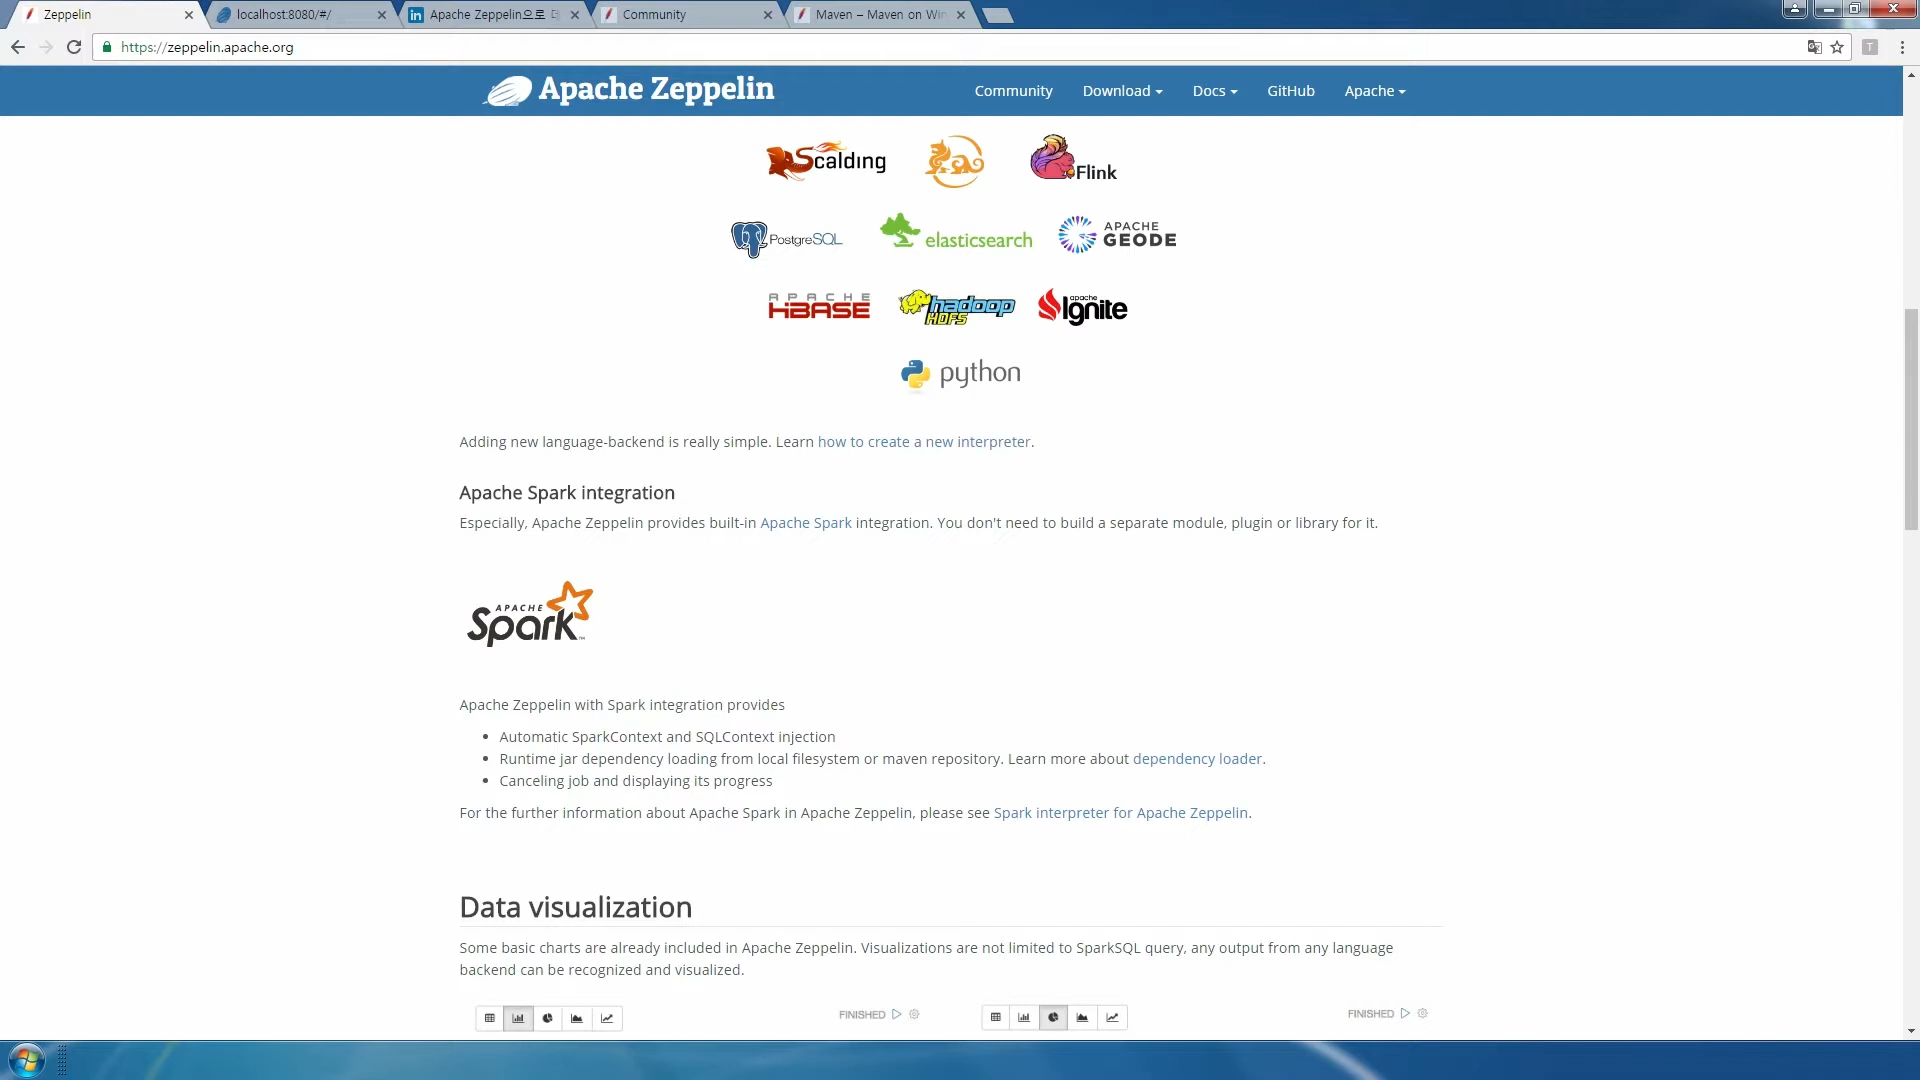 Zeppelin
localhost:8080/#/
Apache Zeppelin으로
Community
Maven – Maven on Win
https://zeppelin.apache.org
T
Apache Zeppelin
Community
Download
Docs
GitHub
Apache
Scalding
Flink
PostgreSQL
elasticsearch
APACHE
GEODE
APACHE
HBASE
hadoop
HDFS
apache
Ignite
python
Adding new language-backend is really simple. Learn how to create a new interpreter.
Apache Spark integration
Especially, Apache Zeppelin provides built-in Apache Spark integration. You don't need to build a separate module, plugin or library for it.
APACHE
Spark
Apache Zeppelin with Spark integration provides
• Automatic SparkContext and SQLContext injection
• Runtime jar dependency loading from local filesystem or maven repository. Learn more about dependency loader.
• Canceling job and displaying its progress
For the further information about Apache Spark in Apache Zeppelin, please see Spark interpreter for Apache Zeppelin.
Data visualization
Some basic charts are already included in Apache Zeppelin. Visualizations are not limited to SparkSQL query, any output from any language
backend can be recognized and visualized.
FINISHED
FINISHED